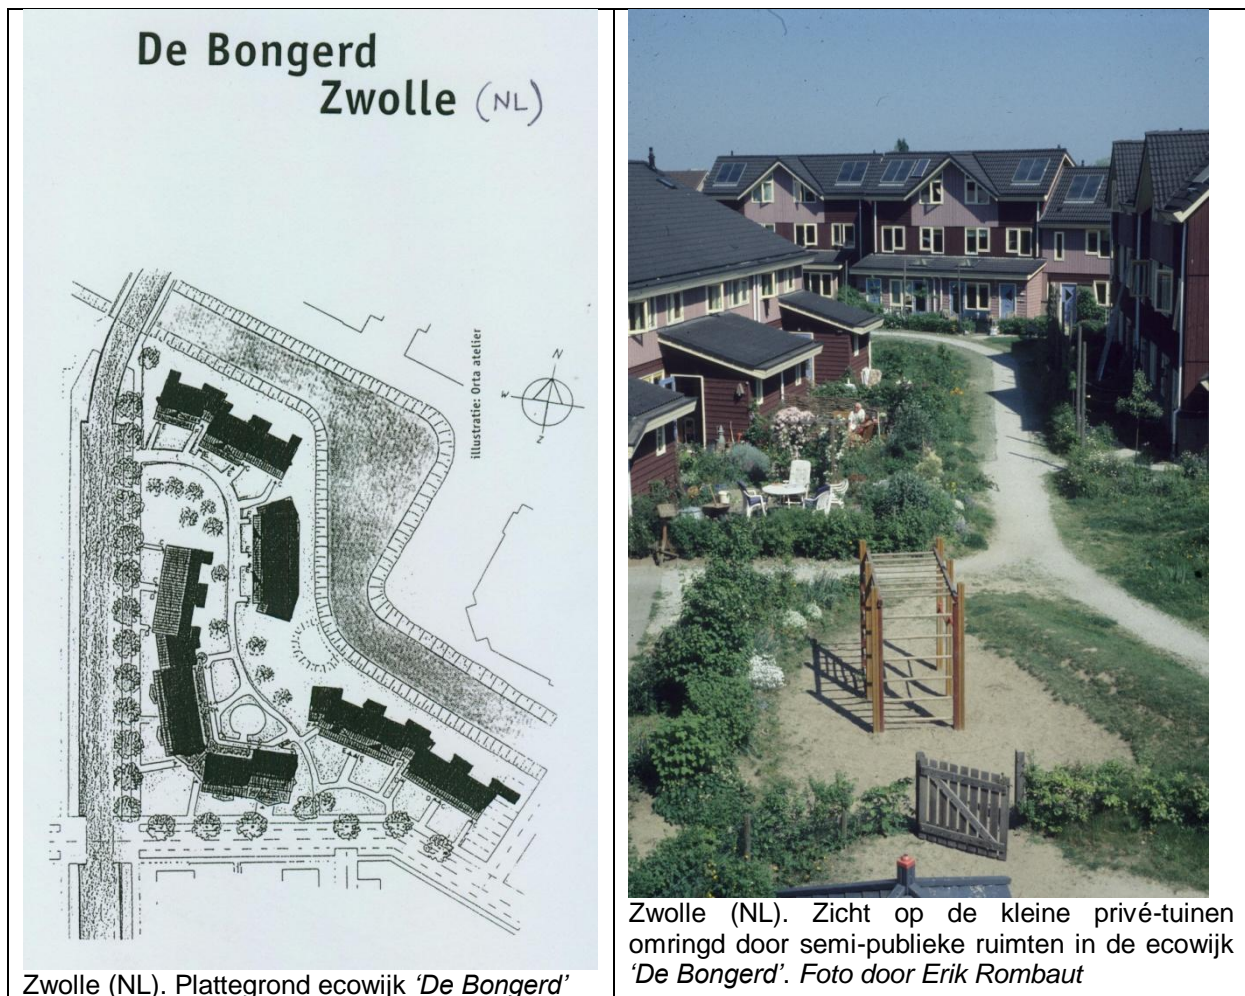 De Bongerd
Zwolle (NL)
illustratie: Orta atelier
N
W
Z
Zwolle (NL). Plattegrond ecowijk ‘De Bongerd’
Zwolle (NL). Zicht op de kleine privé-tuinen
omringd door semi-publieke ruimten in de ecowijk
‘De Bongerd’. Foto door Erik Rombaut